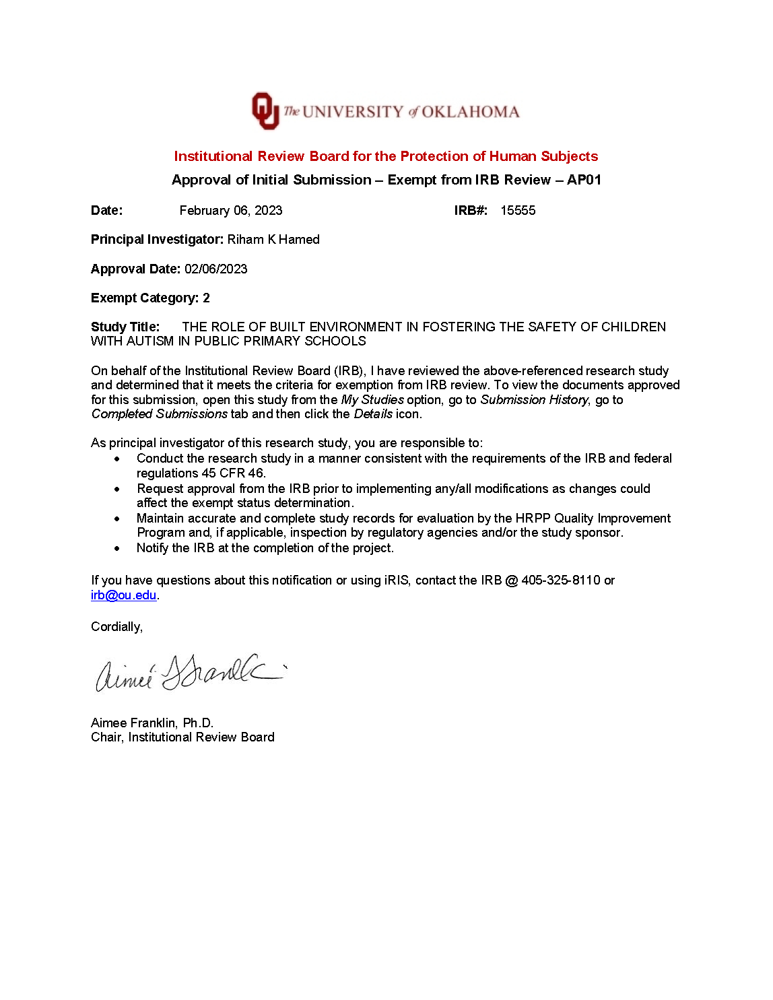 The UNIVERSITY of OKLAHOMA
Institutional Review Board for the Protection of Human Subjects
Approval of Initial Submission – Exempt from IRB Review – AP01
Date: February 06, 2023 IRB#: 15555
Principal Investigator: Riham K Hamed
Approval Date: 02/06/2023
Exempt Category: 2
Study Title: THE ROLE OF BUILT ENVIRONMENT IN FOSTERING THE SAFETY OF CHILDREN
WITH AUTISM IN PUBLIC PRIMARY SCHOOLS
On behalf of the Institutional Review Board (IRB), I have reviewed the above-referenced research study
and determined that it meets the criteria for exemption from IRB review. To view the documents approved
for this submission, open this study from the My Studies option, go to Submission History, go to
Completed Submissions tab and then click the Details icon.
As principal investigator of this research study, you are responsible to:
• Conduct the research study in a manner consistent with the requirements of the IRB and federal
regulations 45 CFR 46.
• Request approval from the IRB prior to implementing any/all modifications as changes could
affect the exempt status determination.
• Maintain accurate and complete study records for evaluation by the HRPP Quality Improvement
Program and, if applicable, inspection by regulatory agencies and/or the study sponsor.
• Notify the IRB at the completion of the project.
If you have questions about this notification or using iRIS, contact the IRB @ 405-325-8110 or
irb@ou.edu.
Cordially,
Aimee Franklin
Aimee Franklin, Ph.D.
Chair, Institutional Review Board